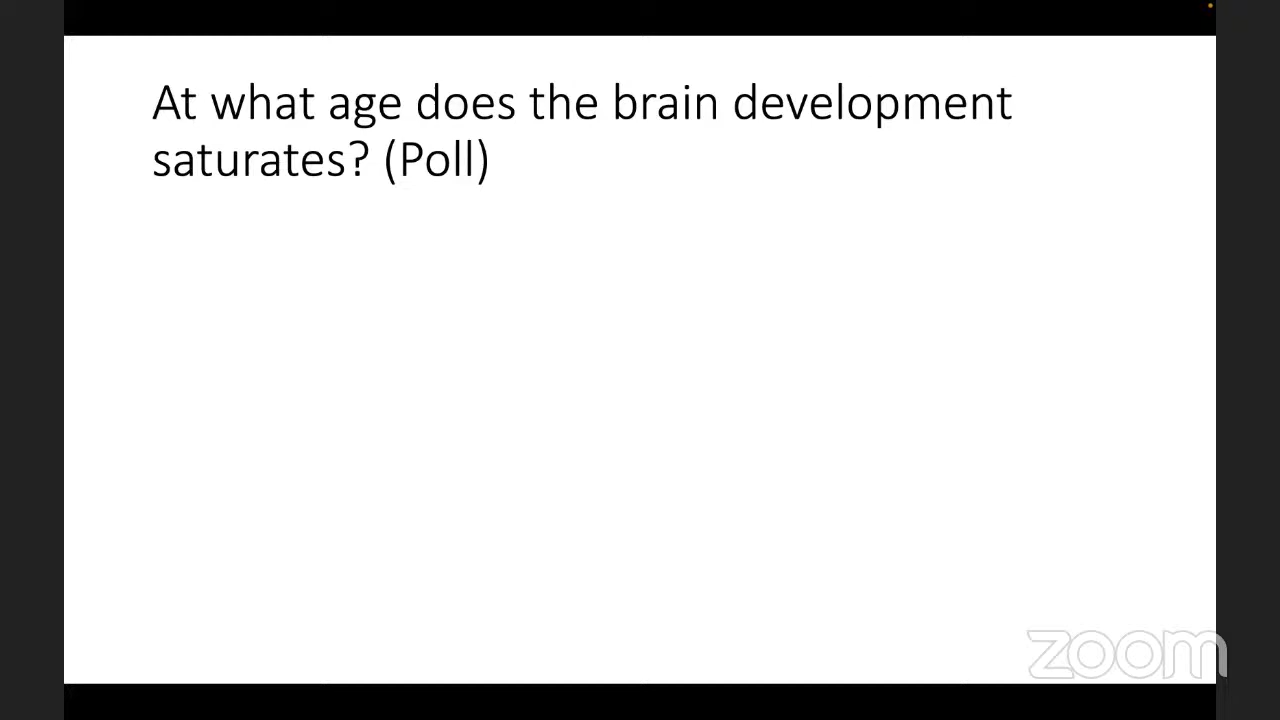 At what age does the brain development
saturates? (Poll)
zoom